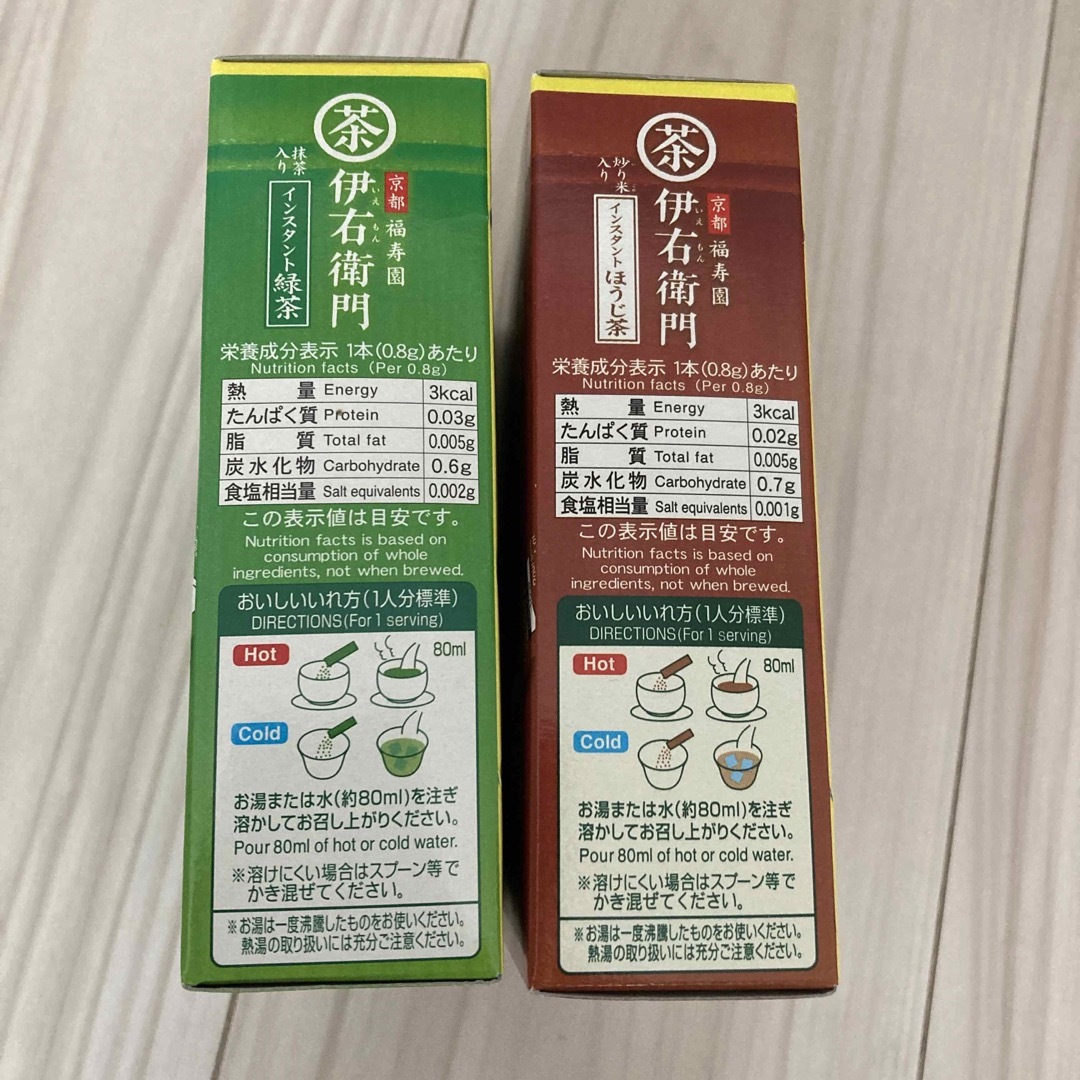 茶
京都 福寿園
いえもん
伊右衛門
抹茶入り
インスタント緑茶
栄養成分表示 1本(0.8g)あたり
Nutrition facts (Per 0.8g)
熱量 Energy 3kcal
たんぱく質 Protein 0.03g
脂質 Total fat 0.005g
炭水化物 Carbohydrate 0.6g
食塩相当量 Salt equivalents 0.002g
この表示値は目安です。
Nutrition facts is based on
consumption of whole
ingredients, not when brewed.
おいしいいれ方(1人分標準)
DIRECTIONS(For 1 serving)
Hot
80ml
Cold
お湯または水(約80ml)を注ぎ
溶かしてお召し上がりください。
Pour 80ml of hot or cold water.
※溶けにくい場合はスプーン等で
かき混ぜてください。
※お湯は一度沸騰したものをお使いください。
熱湯の取り扱いには充分ご注意ください。
茶
京都 福寿園
いえもん
伊右衛門
炒り米入り
インスタントほうじ茶
栄養成分表示 1本(0.8g)あたり
Nutrition facts (Per 0.8g)
熱量 Energy 3kcal
たんぱく質 Protein 0.02g
脂質 Total fat 0.005g
炭水化物 Carbohydrate 0.7g
食塩相当量 Salt equivalents 0.001g
この表示値は目安です。
Nutrition facts is based on
consumption of whole
ingredients, not when brewed.
おいしいいれ方(1人分標準)
DIRECTIONS(For 1 serving)
Hot
80ml
Cold
お湯または水(約80ml)を注ぎ
溶かしてお召し上がりください。
Pour 80ml of hot or cold water.
※溶けにくい場合はスプーン等で
かき混ぜてください。
※お湯は一度沸騰したものをお使いください。
熱湯の取り扱いには充分ご注意ください。